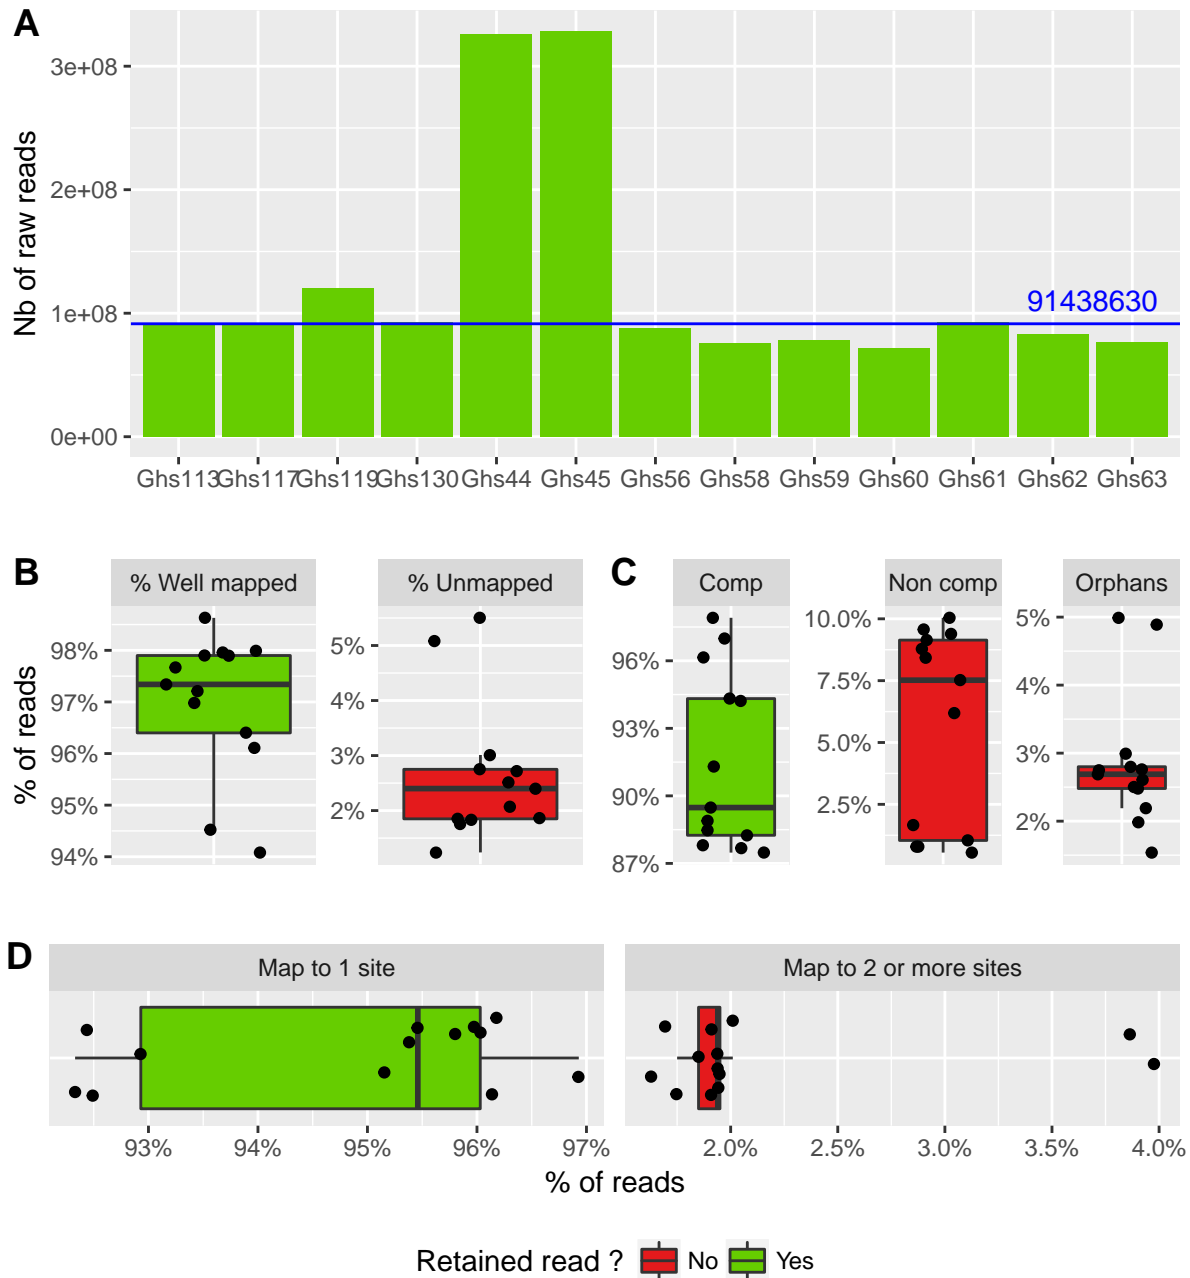 A
Nb of raw reads
3e+08
2e+08
1e+08
0e+00
91438630
Ghs113 Ghs117 Ghs119 Ghs130 Ghs44 Ghs45 Ghs56 Ghs58 Ghs59 Ghs60 Ghs61 Ghs62 Ghs63
B
% of reads
% Well mapped
98%
97%
96%
95%
94%
% Unmapped
5%
4%
3%
2%
C
Comp
96%
93%
90%
87%
Non comp
10.0%
7.5%
5.0%
2.5%
Orphans
5%
4%
3%
2%
D
Map to 1 site
93% 94% 95% 96% 97%
Map to 2 or more sites
2.0% 2.5% 3.0% 3.5% 4.0%
% of reads
Retained read ? No Yes